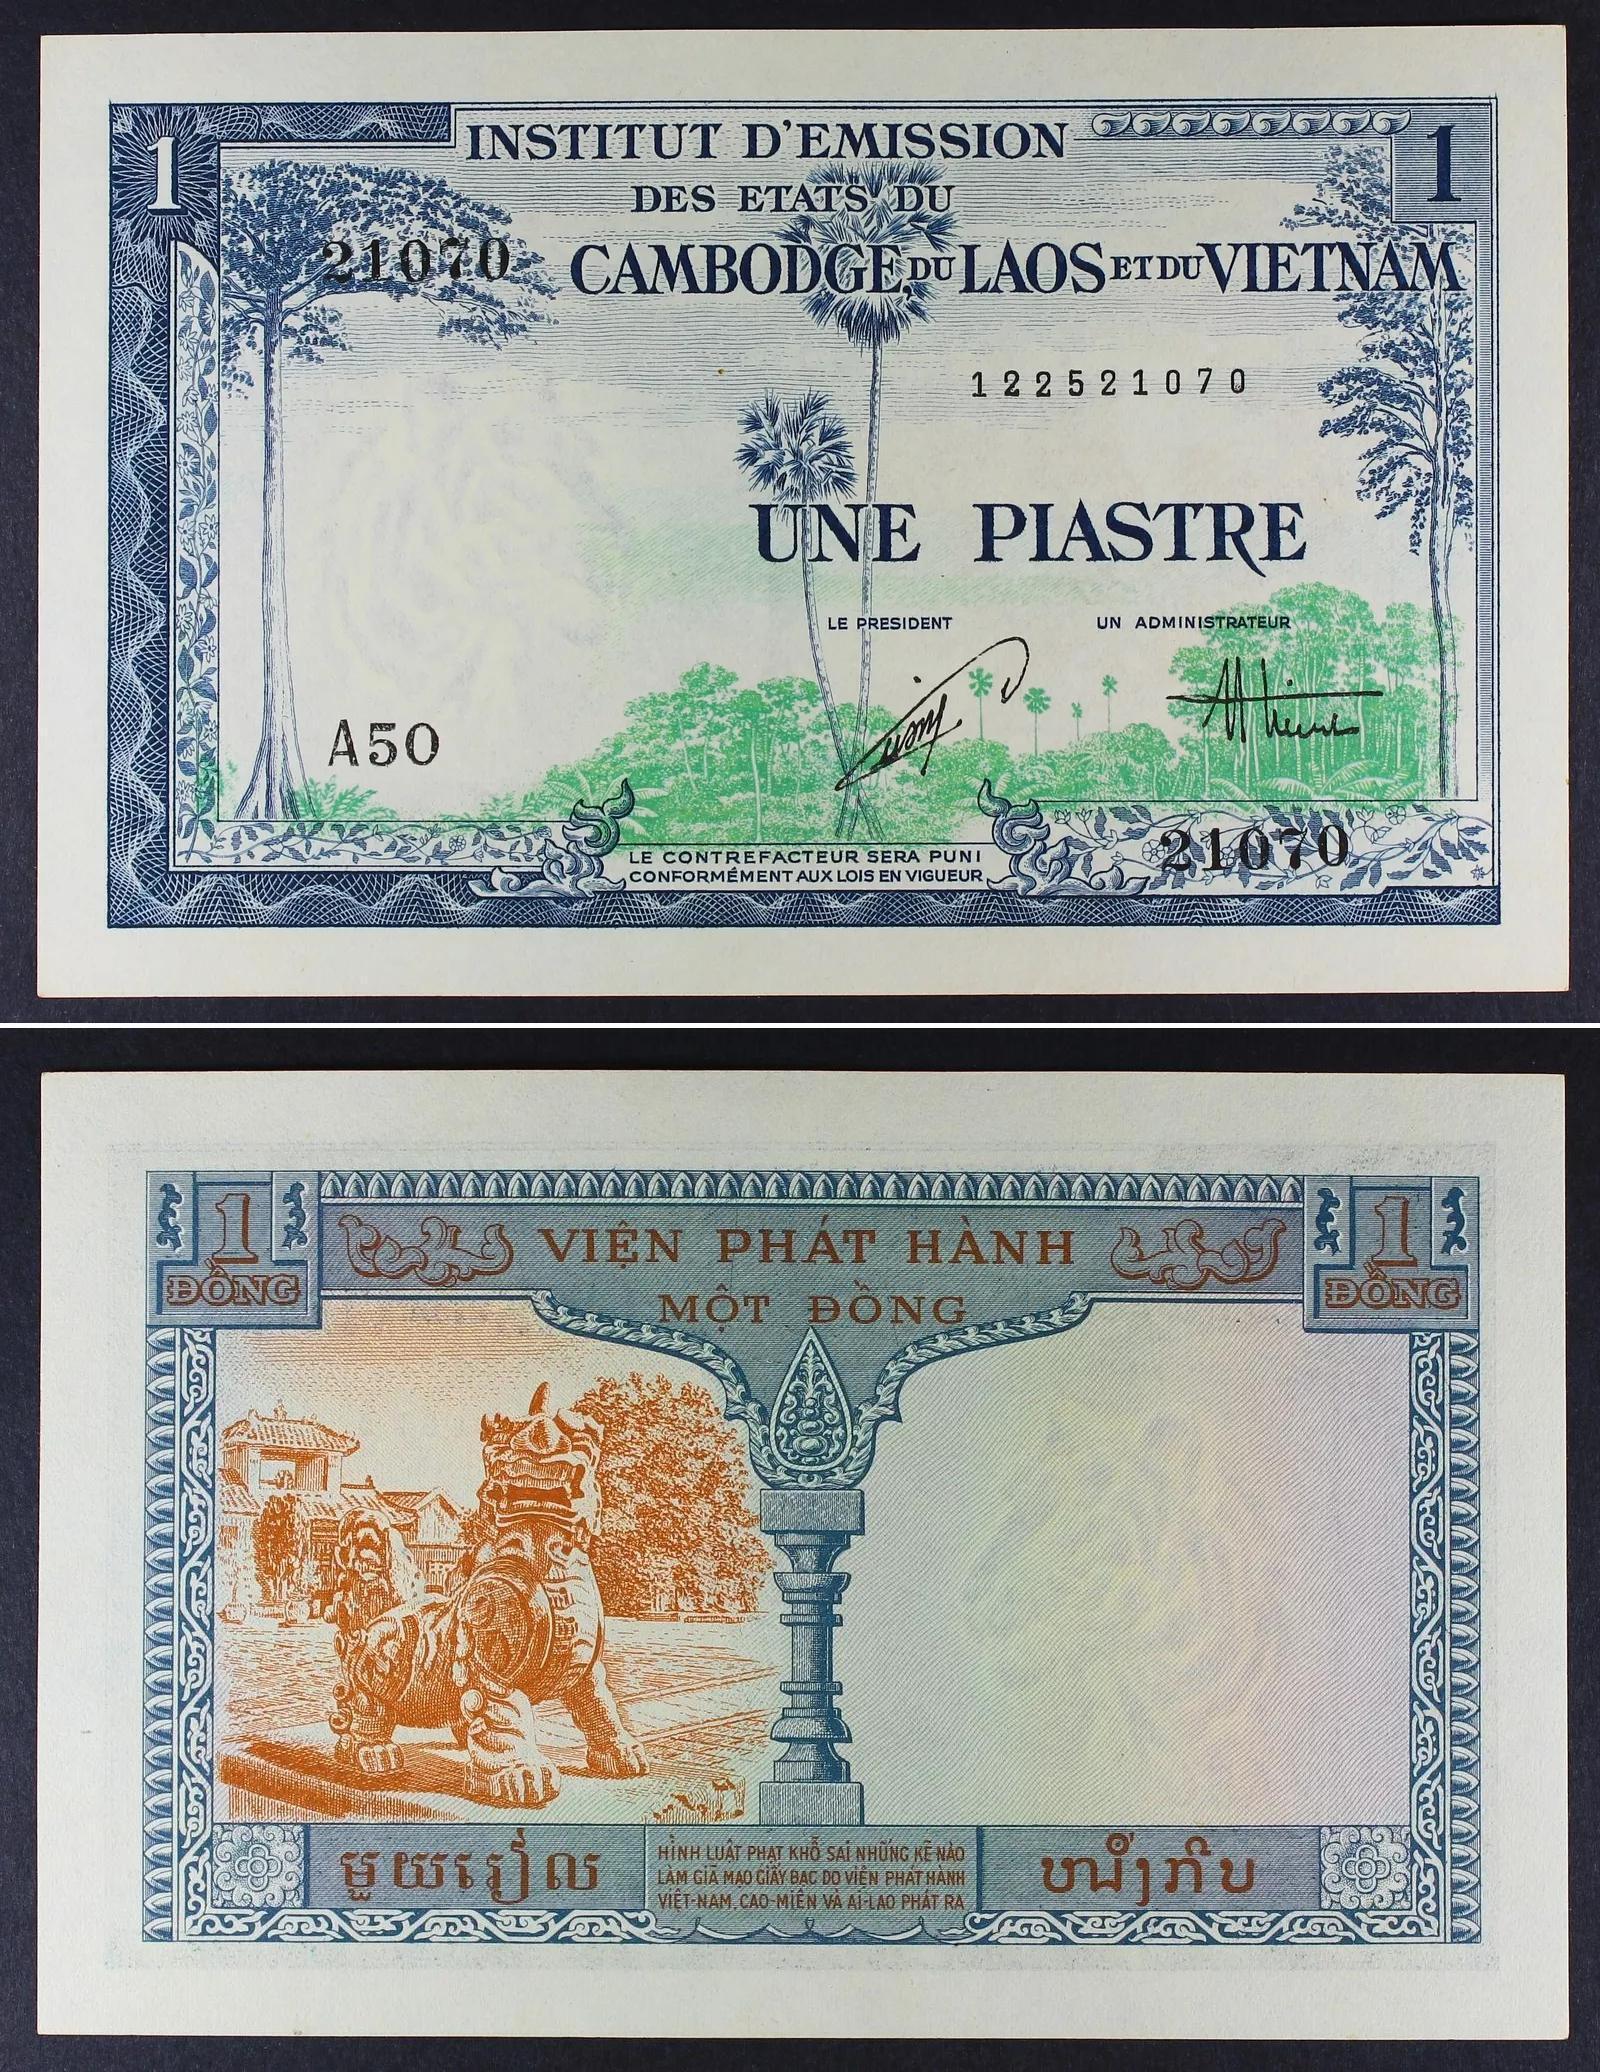 1
INSTITUT D'EMISSION
1
DES ETATS DU
21070
CAMBODGE, DU LAOS ET DU VIETNAM
122521070
UNE PIASTRE
LE PRESIDENT
UN ADMINISTRATEUR
A50
21070
LE CONTREFACTEUR SERA PUNI
CONFORMÉMENT AUX LOIS EN VIGUEUR
1
ĐỒNG
VIỆN PHÁT HÀNH
MỘT ĐỒNG
1
ĐỒNG
មួយរៀល
HÌNH LUẬT PHẠT KHỔ SAI NHỮNG KẼ NÀO
LÀM GIÃ MẠO GIẤY BẠC DO VIỆN PHÁT HÀNH
VIỆT-NAM, CAO-MIÊN VÀ AI-LAO PHÁT RA
ໜຶ່ງກີບ